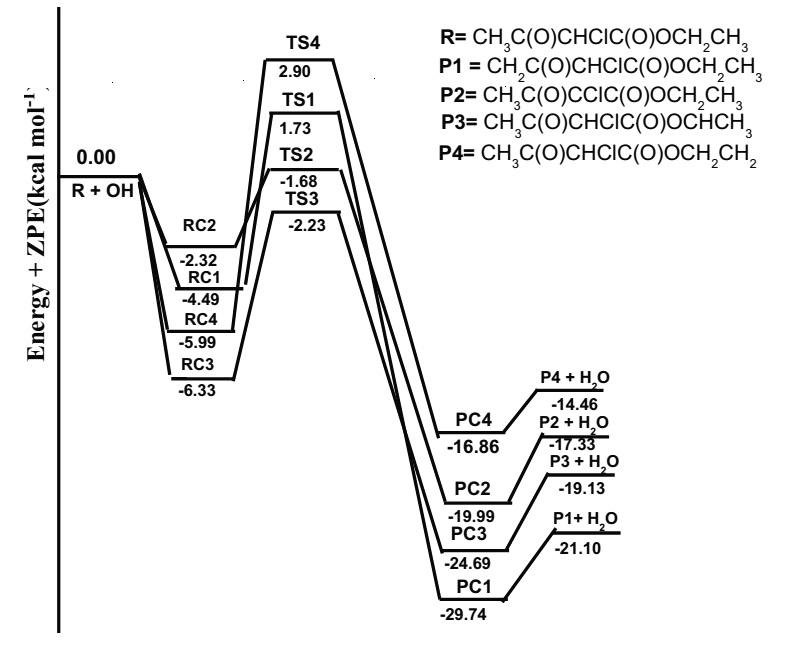 Energy + ZPE(kcal mol⁻¹)
R= CH₃C(O)CHClC(O)OCH₂CH₃
P1 = CH₂C(O)CHClC(O)OCH₂CH₃
P2= CH₃C(O)CClC(O)OCH₂CH₃
P3= CH₃C(O)CHClC(O)OCHCH₃
P4= CH₃C(O)CHClC(O)OCH₂CH₂
0.00
R + OH
TS4
2.90
TS1
1.73
TS2
-1.68
TS3
-2.23
RC2
-2.32
RC1
-4.49
RC4
-5.99
RC3
-6.33
PC4
-16.86
PC2
-19.99
PC3
-24.69
PC1
-29.74
P4 + H₂O
-14.46
P2 + H₂O
-17.33
P3 + H₂O
-19.13
P1+ H₂O
-21.10